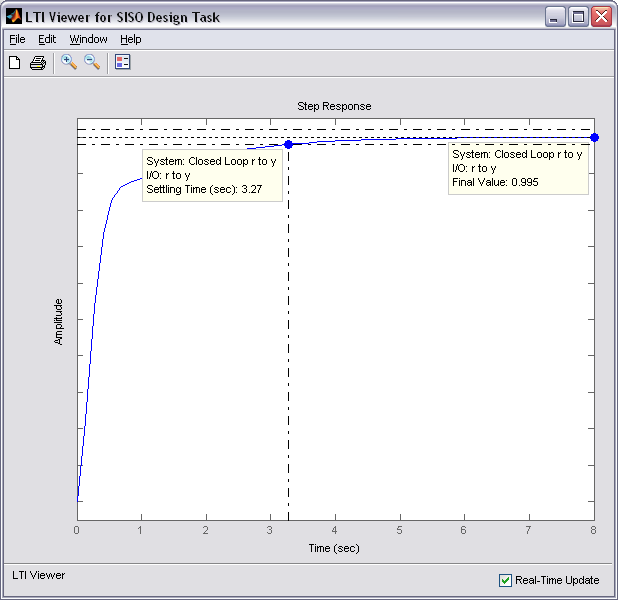 LTI Viewer for SISO Design Task
File Edit Window Help
Step Response
System: Closed Loop r to y
I/O: r to y
Settling Time (sec): 3.27
System: Closed Loop r to y
I/O: r to y
Final Value: 0.995
Amplitude
0 1 2 3 4 5 6 7 8
Time (sec)
LTI Viewer
Real-Time Update